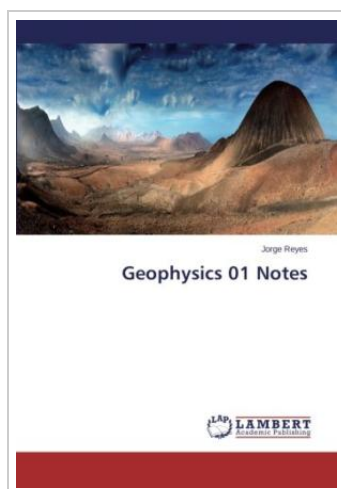 Jorge Reyes
Geophysics 01 Notes
LAP
LAMBERT
Academic Publishing